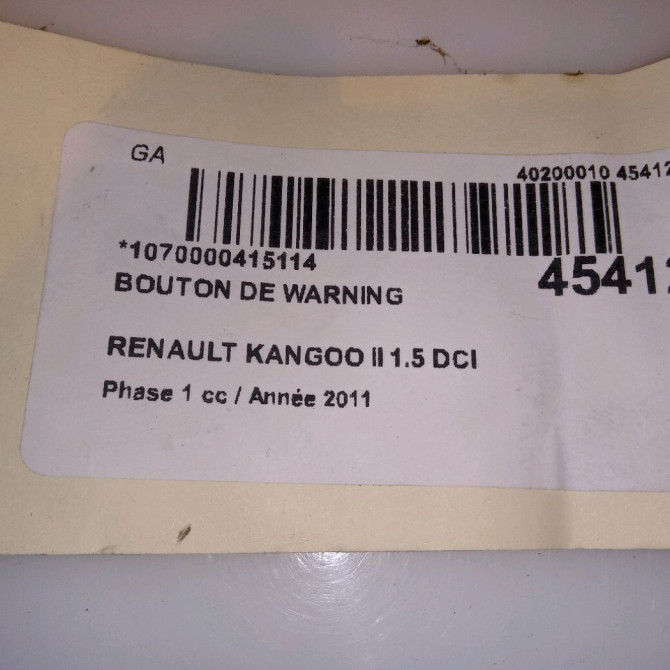 GA
40200010 45412
*1070000415114
45412
BOUTON DE WARNING
RENAULT KANGOO II 1.5 DCI
Phase 1 cc / Année 2011